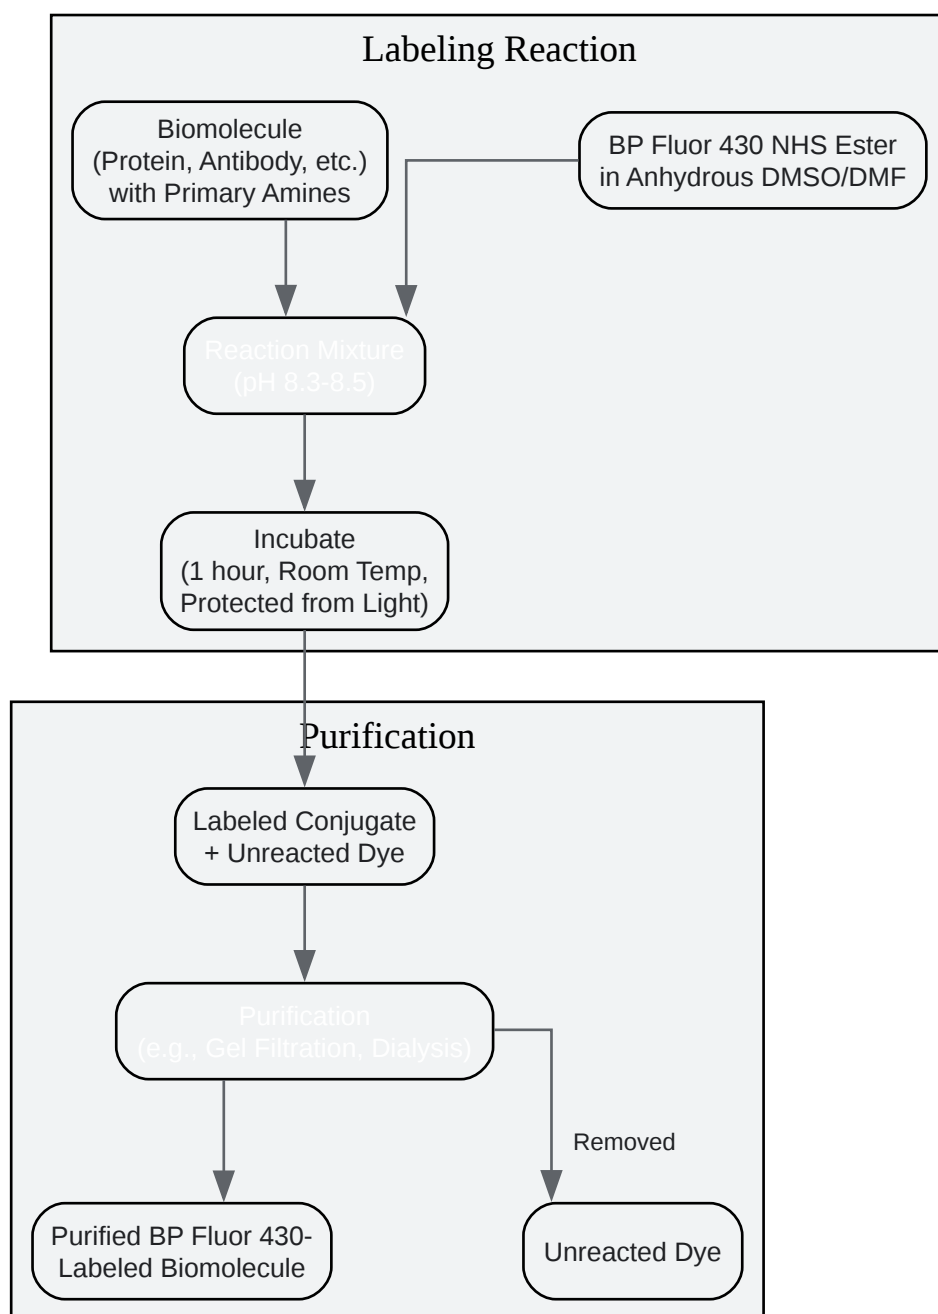 Labeling Reaction
Biomolecule
(Protein, Antibody, etc.)
with Primary Amines
BP Fluor 430 NHS Ester
in Anhydrous DMSO/DMF
Reaction Mixture
(pH 8.3-8.5)
Incubate
(1 hour, Room Temp,
Protected from Light)
Purification
Labeled Conjugate
+ Unreacted Dye
Purification
(e.g., Gel Filtration, Dialysis)
Removed
Purified BP Fluor 430-
Labeled Biomolecule
Unreacted Dye